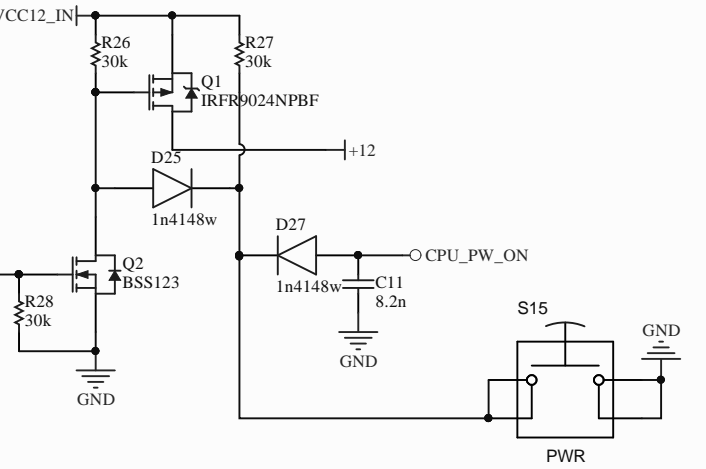 VCC12_IN
R26
30k
R27
30k
Q1
IRFR9024NPBF
+12
D25
1n4148w
D27
1n4148w
CPU_PW_ON
Q2
BSS123
C11
8.2n
R28
30k
GND
GND
S15
GND
PWR